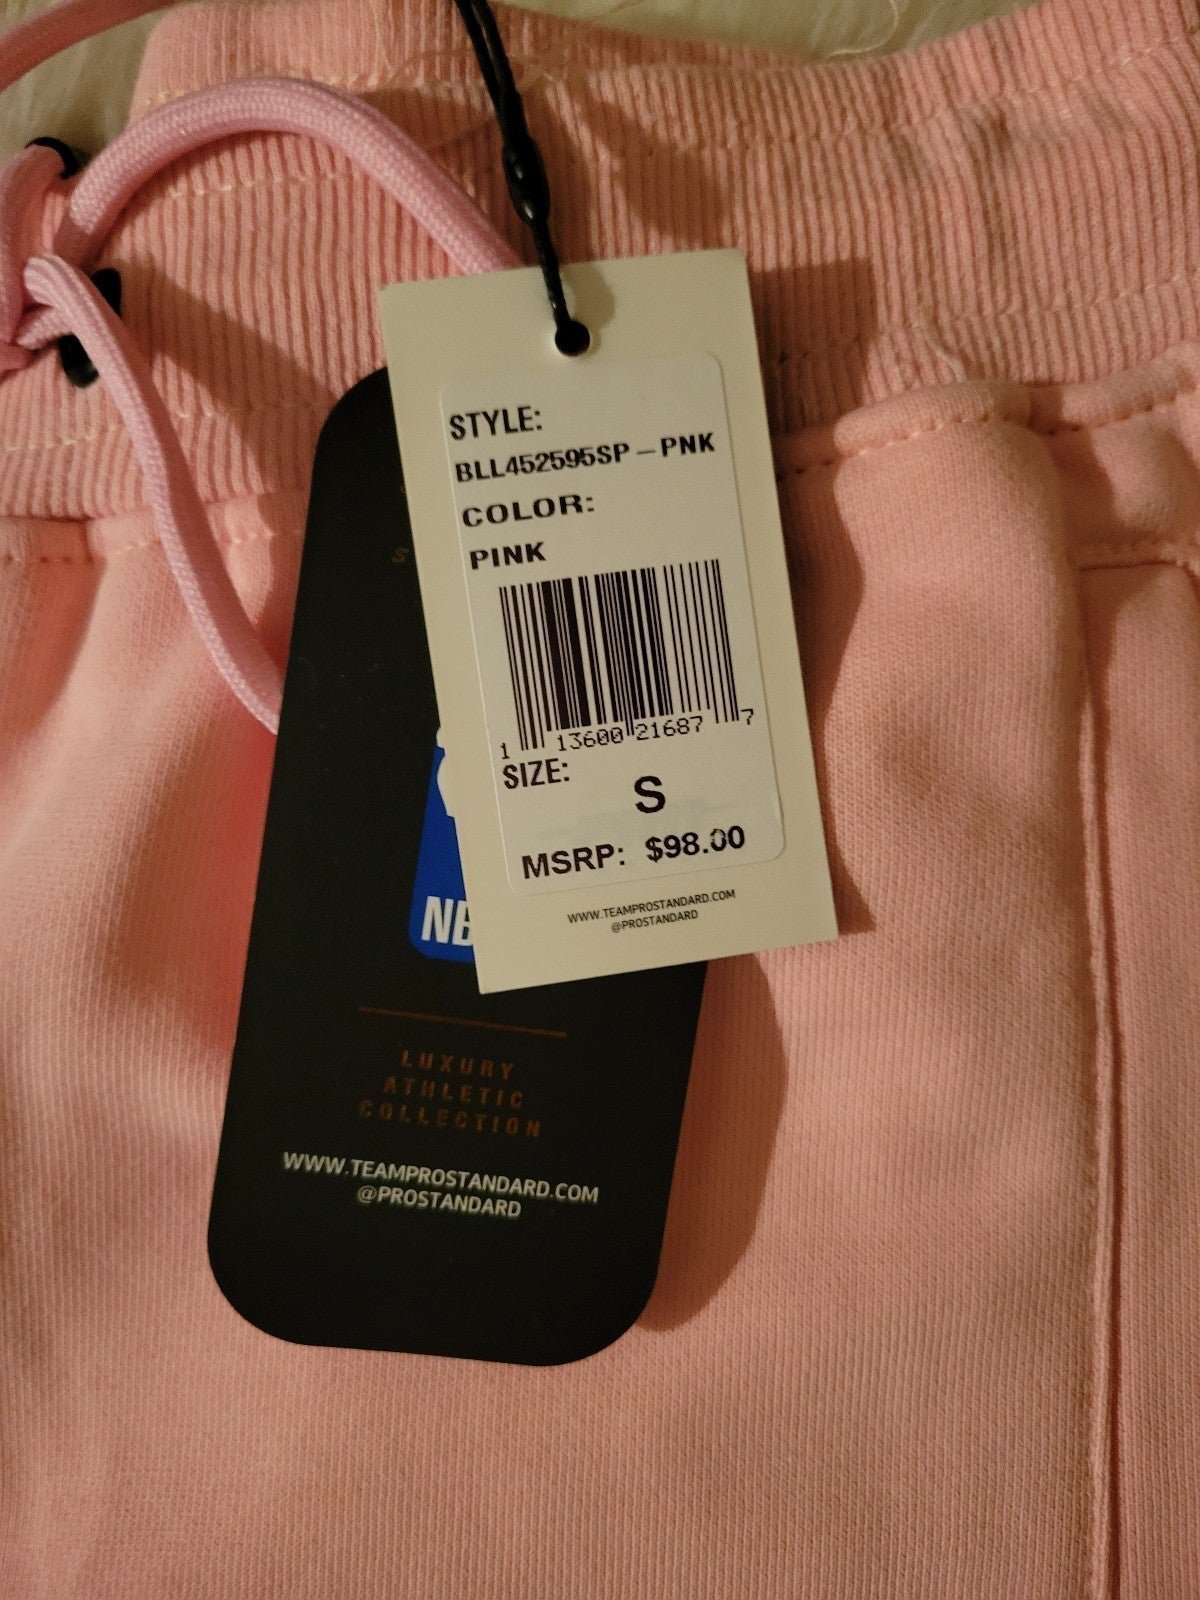 STYLE:
BLL452595SP - PNK
COLOR:
PINK
1 13600 21687 7
SIZE:
S
MSRP: $98.00
WWW.TEAMPROSTANDARD.COM
@PROSTANDARD
NB
LUXURY
ATHLETIC
COLLECTION
WWW.TEAMPROSTANDARD.COM
@PROSTANDARD